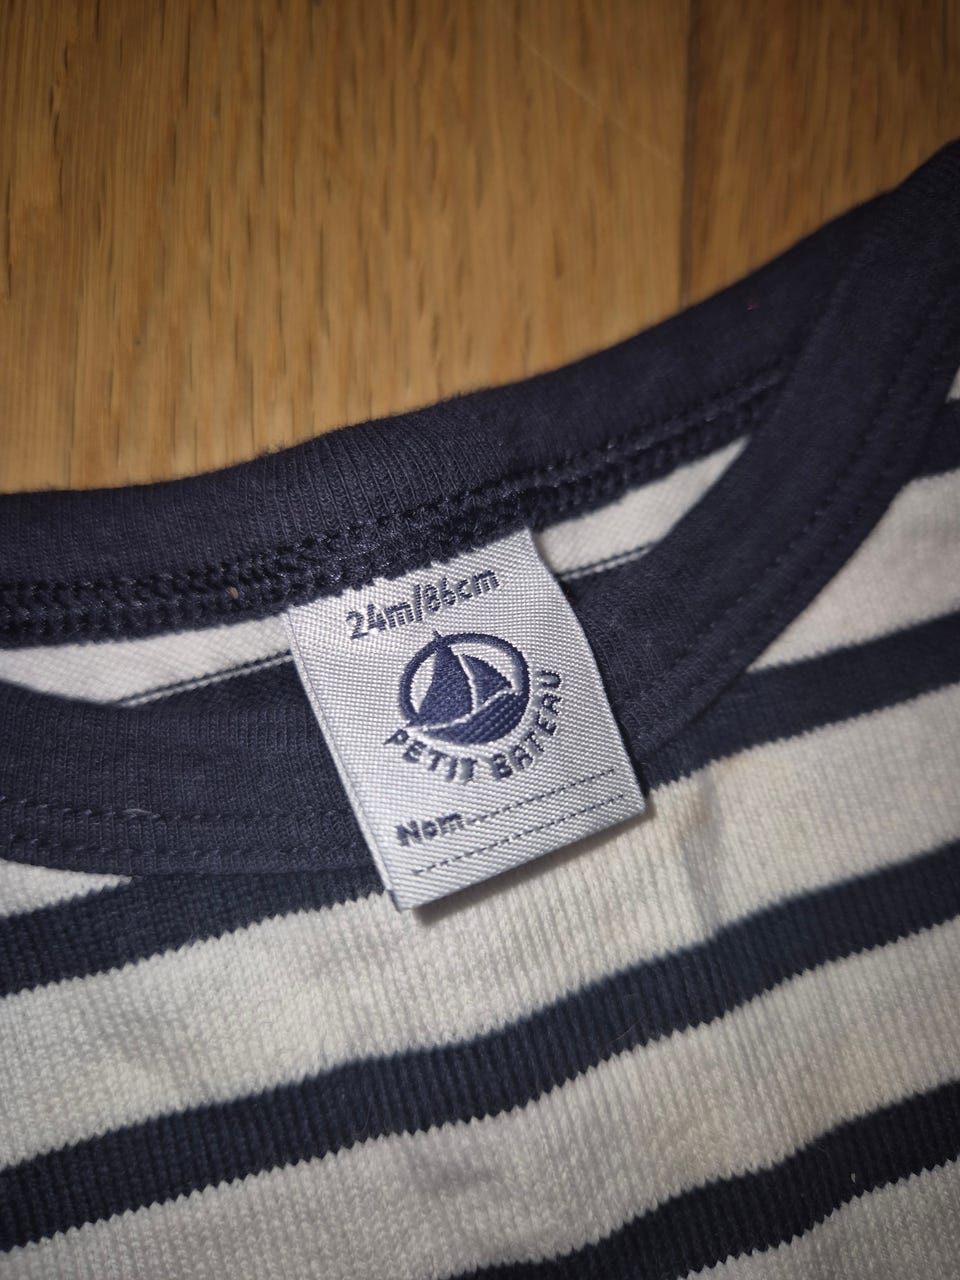 24m/86cm
PETIT BATEAU
Nom..............